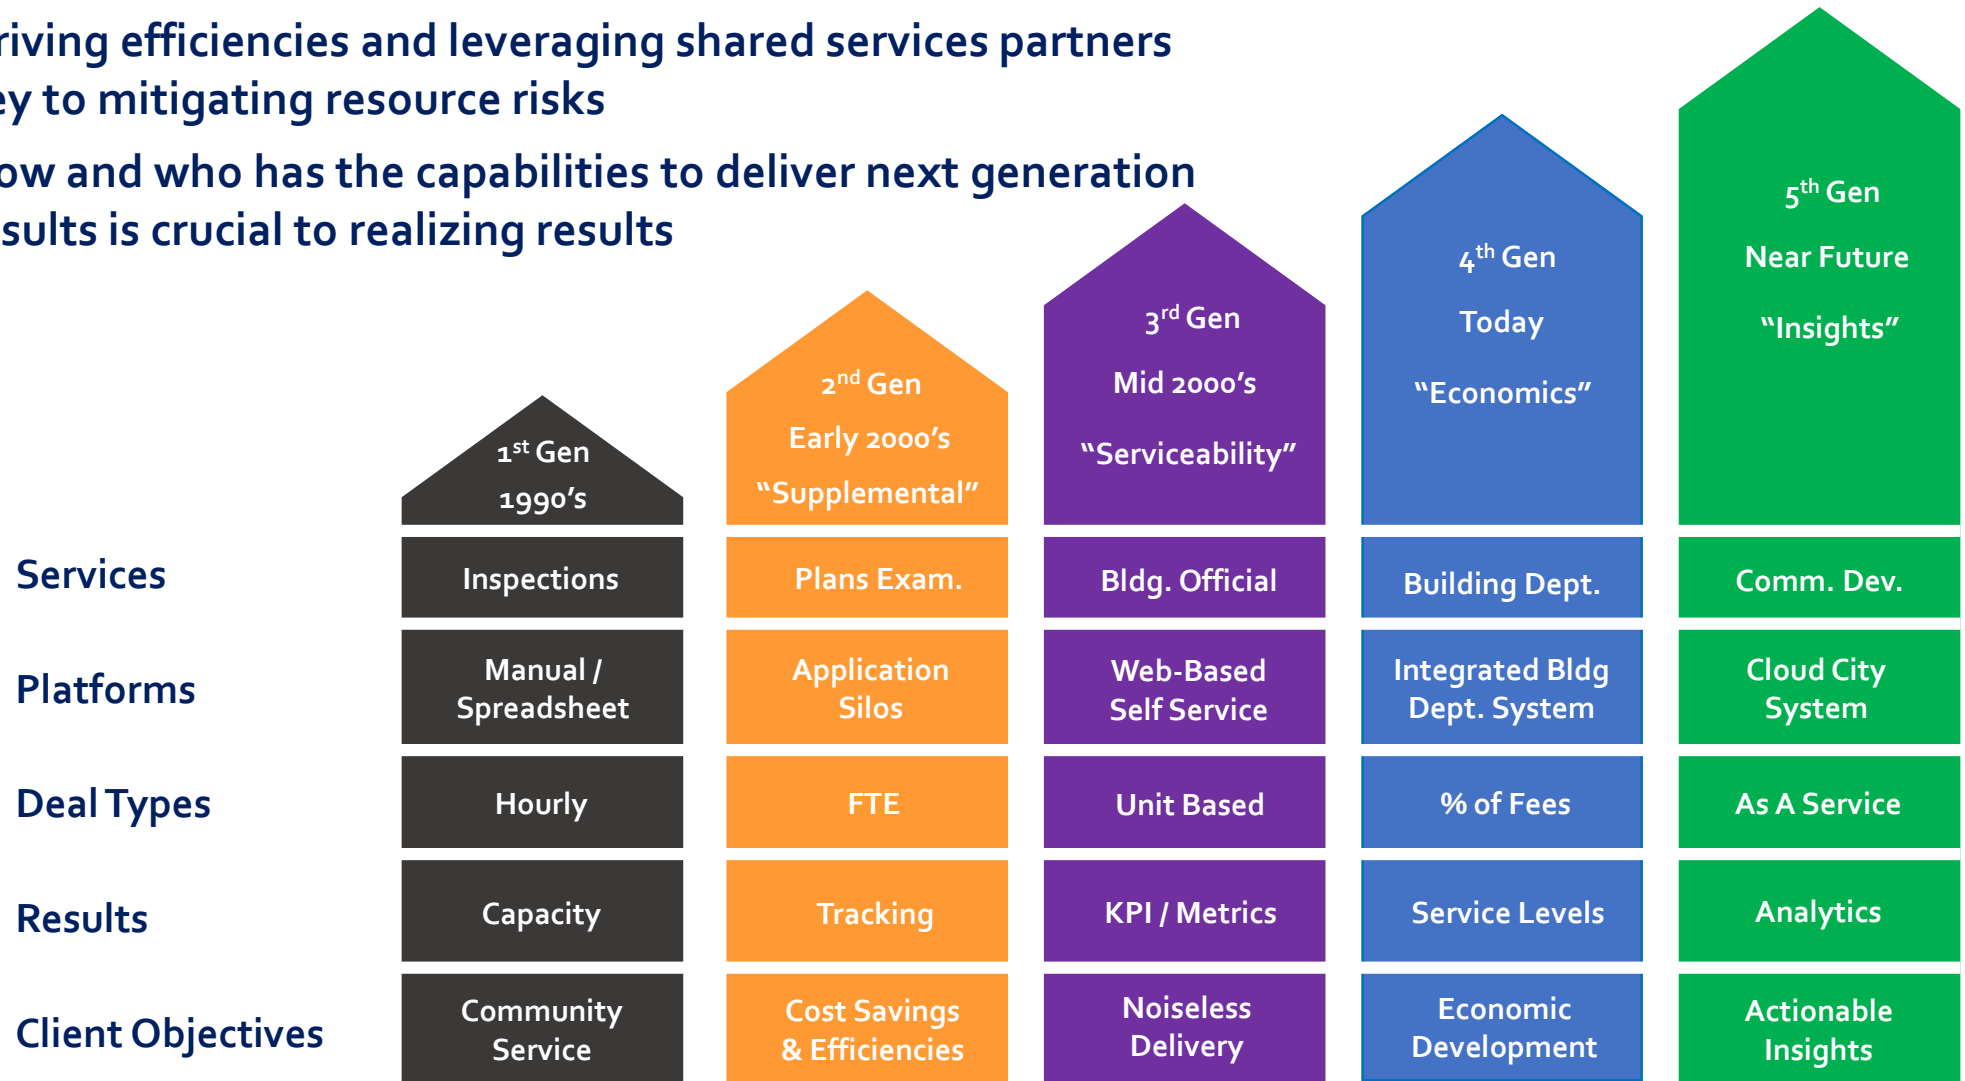 riving efficiencies and leveraging shared services partners
ey to mitigating resource risks
ow and who has the capabilities to deliver next generation
sults is crucial to realizing results
1st Gen
1990's
2nd Gen
Early 2000's
“Supplemental”
3rd Gen
Mid 2000's
“Serviceability”
4th Gen
Today
“Economics”
5th Gen
Near Future
“Insights”
Services
Inspections
Plans Exam.
Bldg. Official
Building Dept.
Comm. Dev.
Platforms
Manual /
Spreadsheet
Application
Silos
Web-Based
Self Service
Integrated Bldg
Dept. System
Cloud City
System
Deal Types
Hourly
FTE
Unit Based
% of Fees
As A Service
Results
Capacity
Tracking
KPI / Metrics
Service Levels
Analytics
Client Objectives
Community
Service
Cost Savings
& Efficiencies
Noiseless
Delivery
Economic
Development
Actionable
Insights